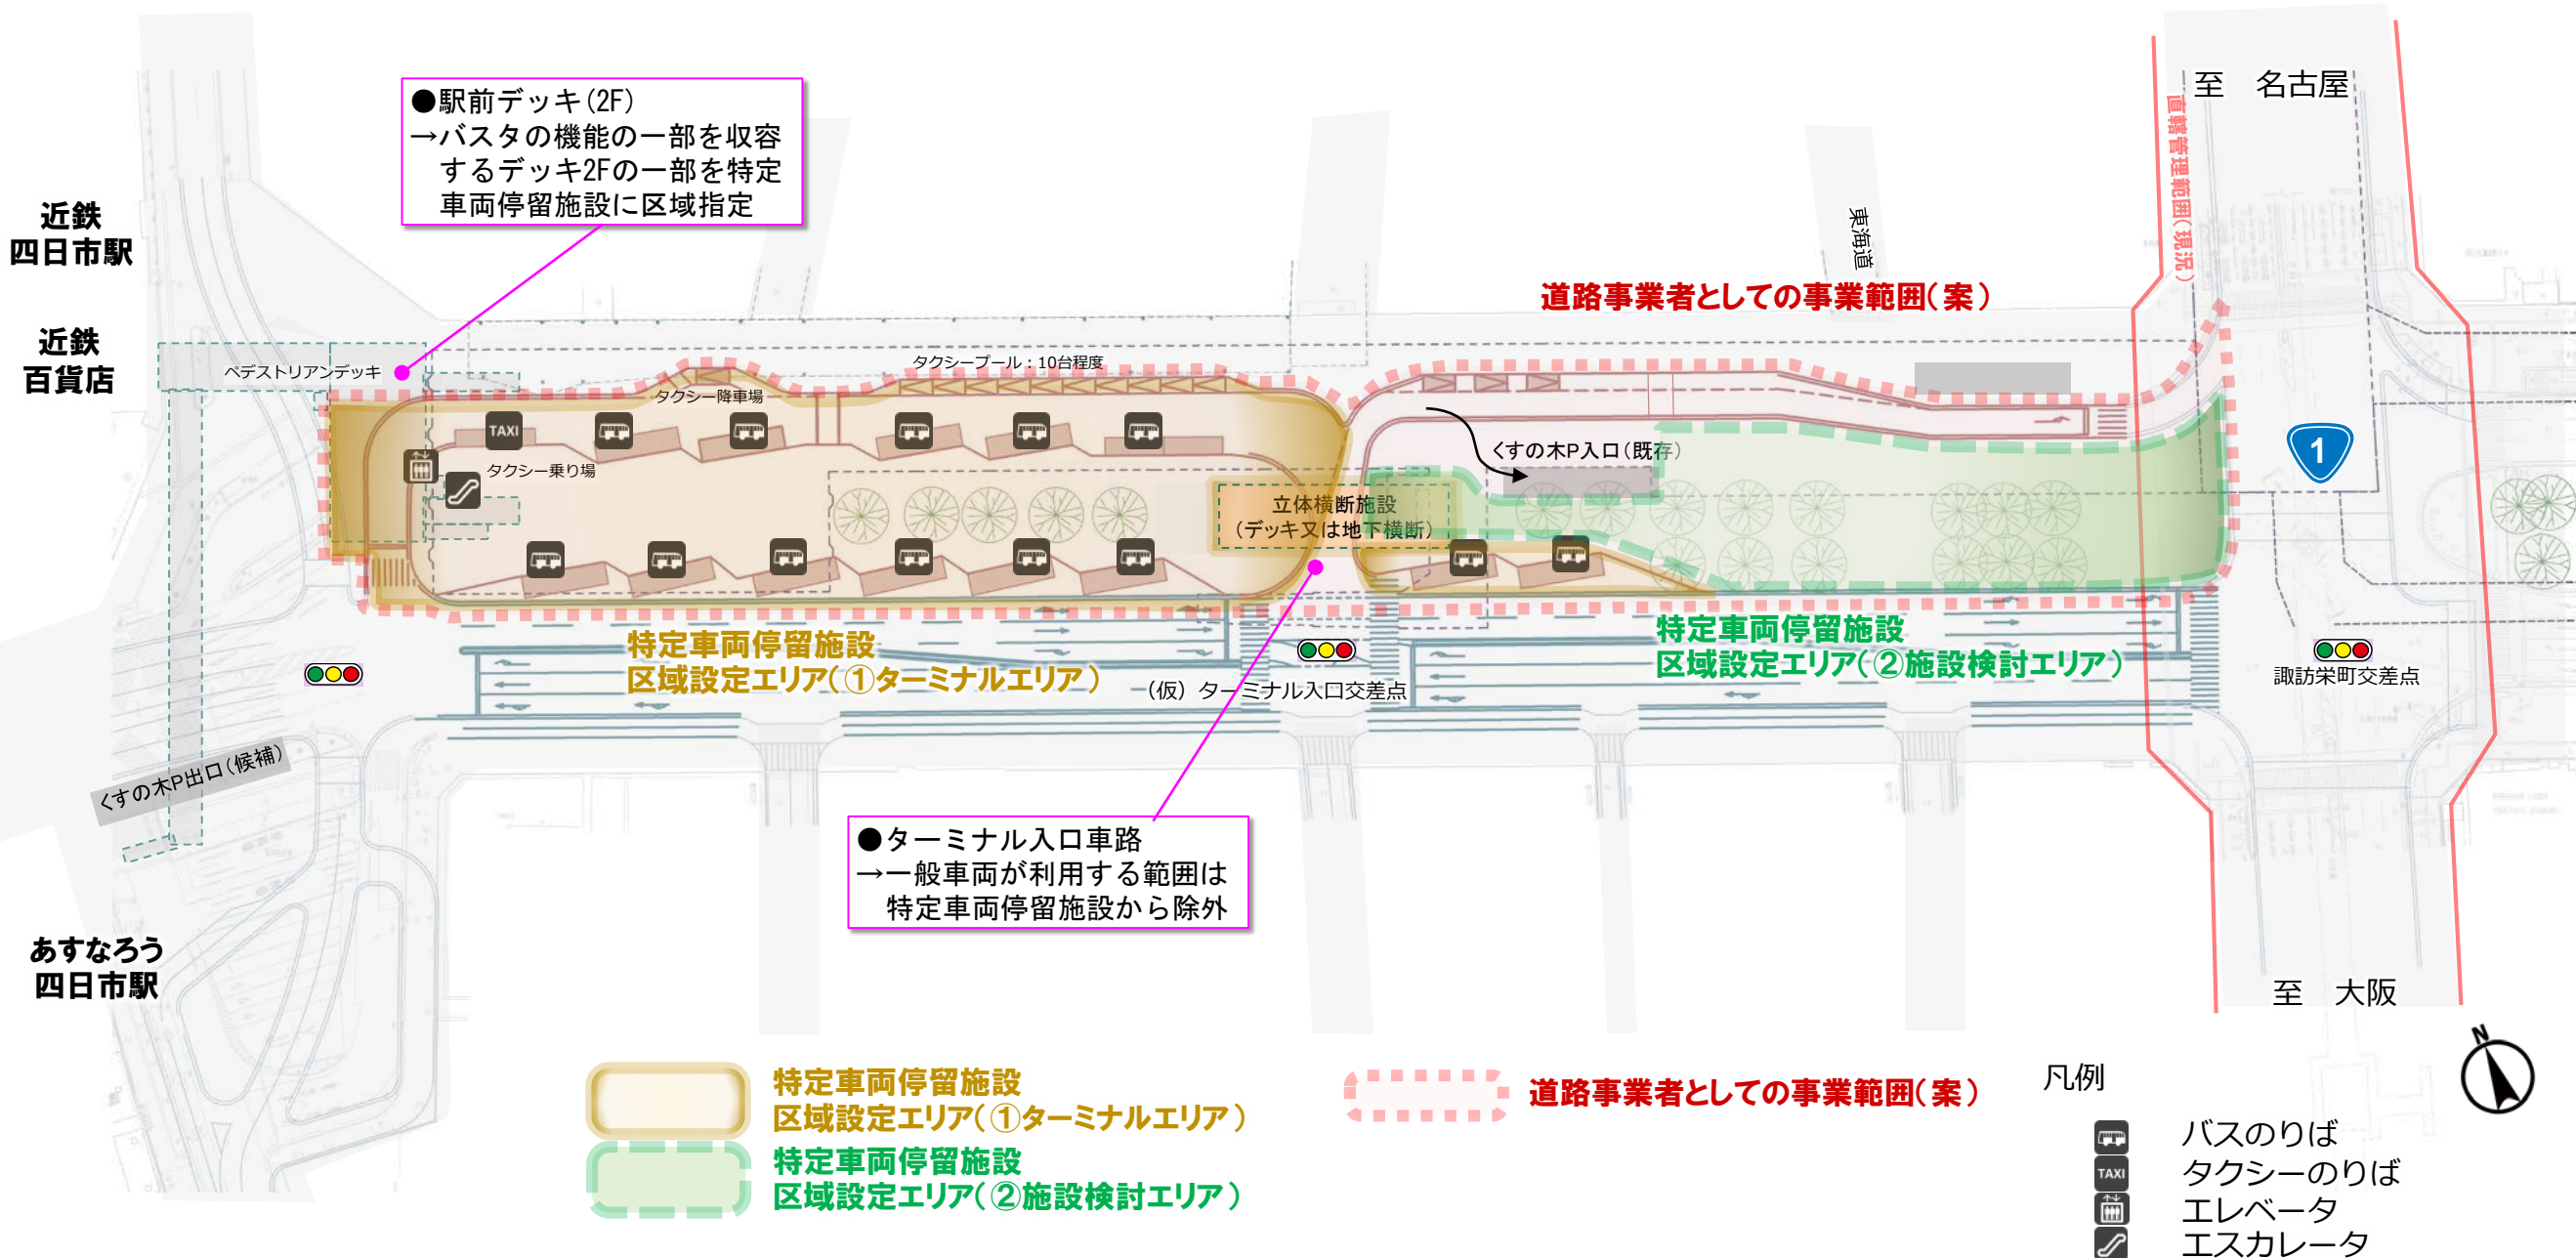 ●駅前デッキ(2F)
→バスタの機能の一部を収容
するデッキ2Fの一部を特定
車両停留施設に区域指定
至　名古屋
直轄管理範囲(現況)
近鉄
四日市駅
東海道
道路事業者としての事業範囲(案)
近鉄
百貨店
ペデストリアンデッキ
タクシープール：10台程度
タクシー降車場
TAXI
タクシー乗り場
くすの木P入口(既存)
1
立体横断施設
(デッキ又は地下横断)
特定車両停留施設
区域設定エリア(①ターミナルエリア)
特定車両停留施設
区域設定エリア(②施設検討エリア)
(仮) ターミナル入口交差点
諏訪栄町交差点
くすの木P出口(候補)
●ターミナル入口車路
→一般車両が利用する範囲は
特定車両停留施設から除外
あすなろう
四日市駅
至　大阪
N
特定車両停留施設
区域設定エリア(①ターミナルエリア)
特定車両停留施設
区域設定エリア(②施設検討エリア)
道路事業者としての事業範囲(案)
凡例
バスのりば
TAXI タクシーのりば
エレベータ
エスカレータ